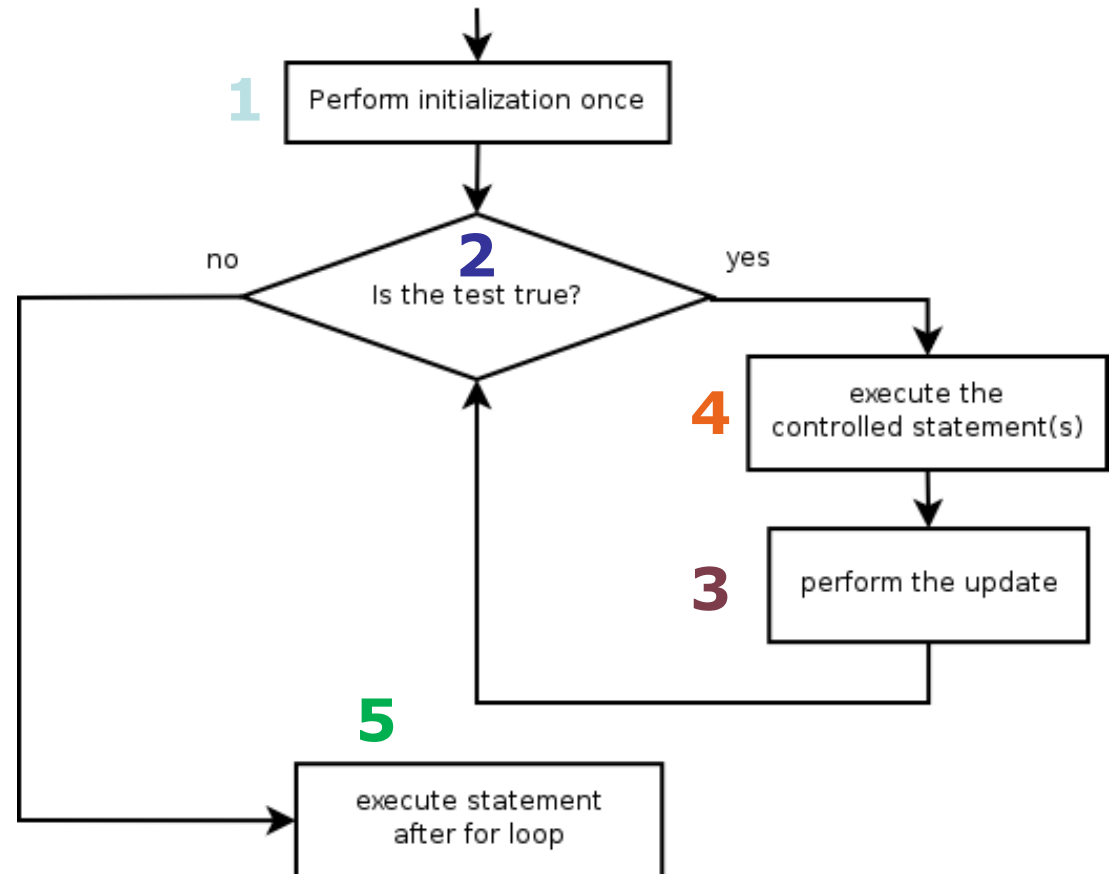 1
Perform initialization once
no
2
yes
Is the test true?
4
execute the
controlled statement(s)
3
perform the update
5
execute statement
after for loop